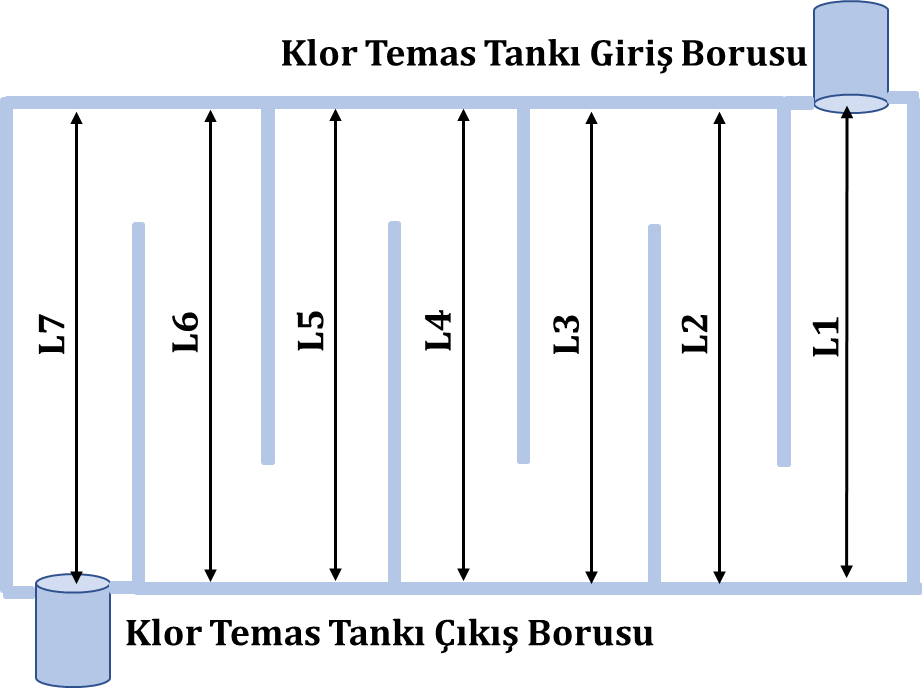 Klor Temas Tankı Giriş Borusu
L7
L6
L5
L4
L3
L2
L1
Klor Temas Tankı Çıkış Borusu